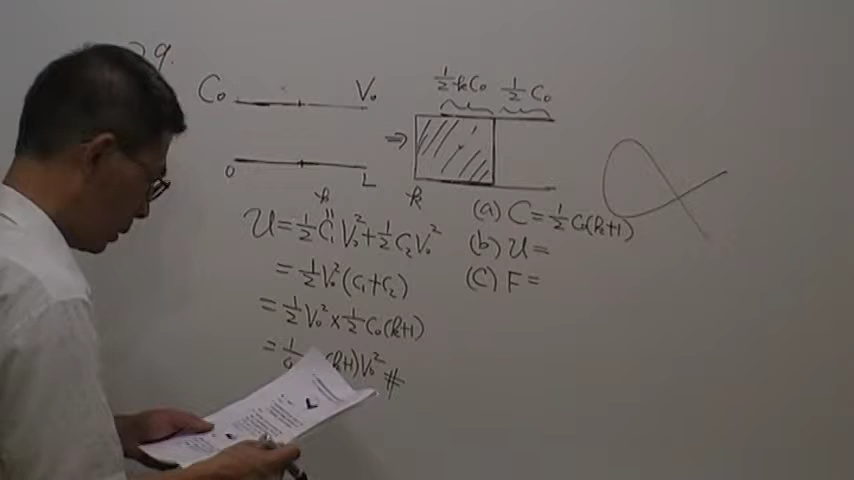 29.
C₀ V₀
½kC₀ ½C₀
⇒
0 L
k k
U = ½C₁V₀² + ½C₂V₀²
= ½V₀²(C₁+C₂)
= ½V₀² × ½C₀(k+1)
(k+1)V₀² #
(a) C = ½C₀(k+1)
(b) U =
(c) F =